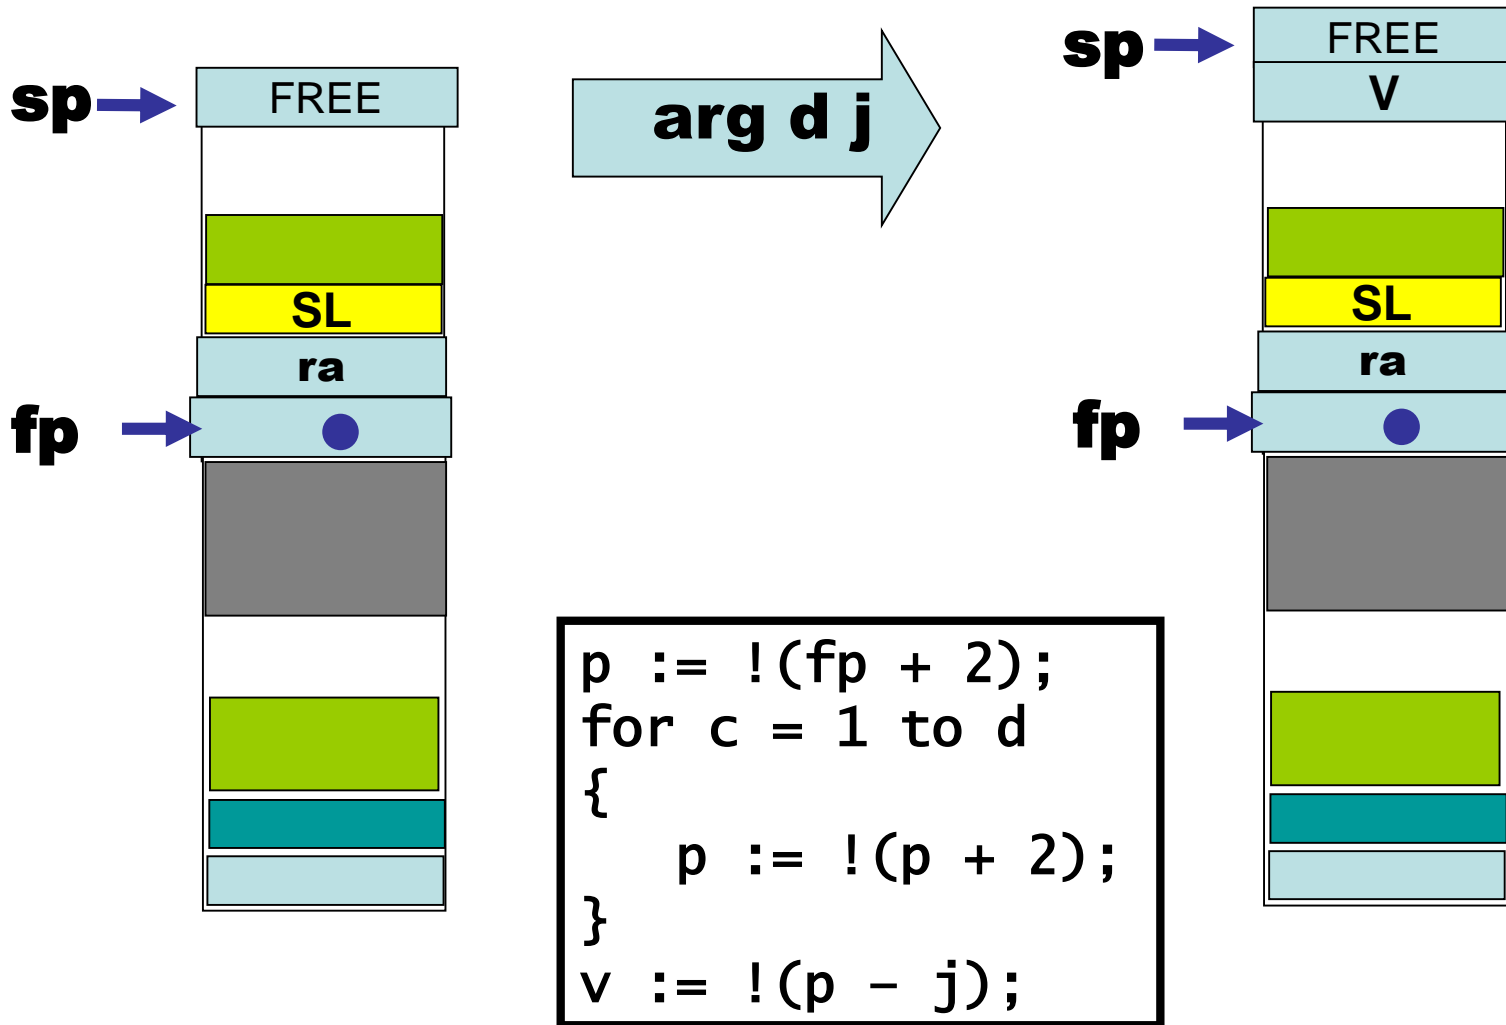 sp
FREE
SL
ra
fp
arg d j
sp
FREE
V
SL
ra
fp
p := !(fp + 2);
for c = 1 to d
{
p := !(p + 2);
}
v := !(p - j);